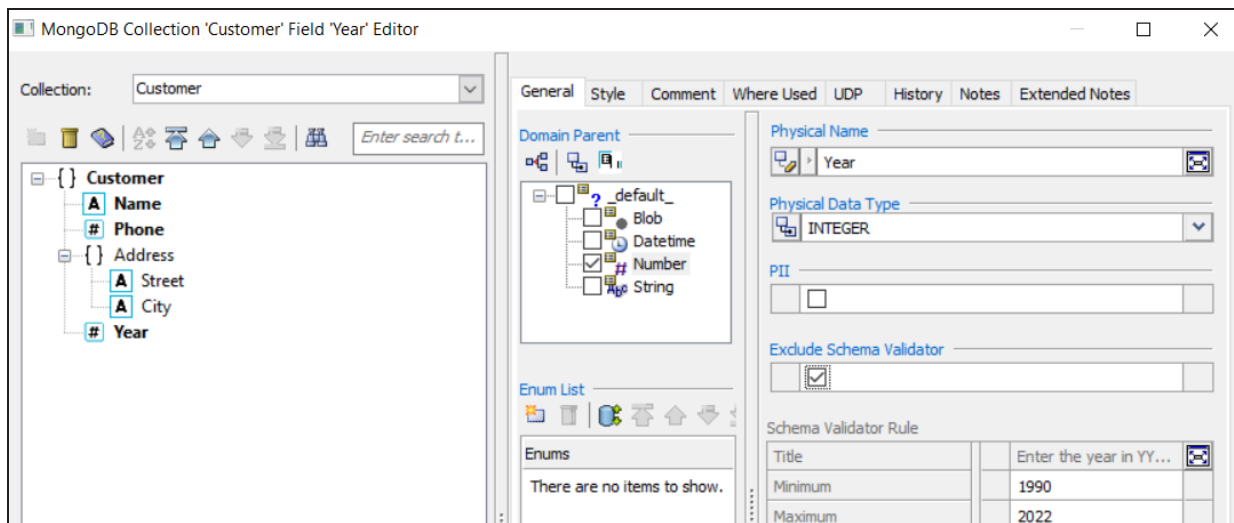 MongoDB Collection 'Customer' Field 'Year' Editor
Collection:
Customer
Enter search t...
{ } Customer
A Name
# Phone
{ } Address
A Street
A City
# Year
General Style Comment Where Used UDP History Notes Extended Notes
Domain Parent
_default_
Blob
Datetime
Number
String
Enum List
Enums
There are no items to show.
Physical Name
Year
Physical Data Type
INTEGER
PII
Exclude Schema Validator
Schema Validator Rule
Title Enter the year in YY...
Minimum 1990
Maximum 2022